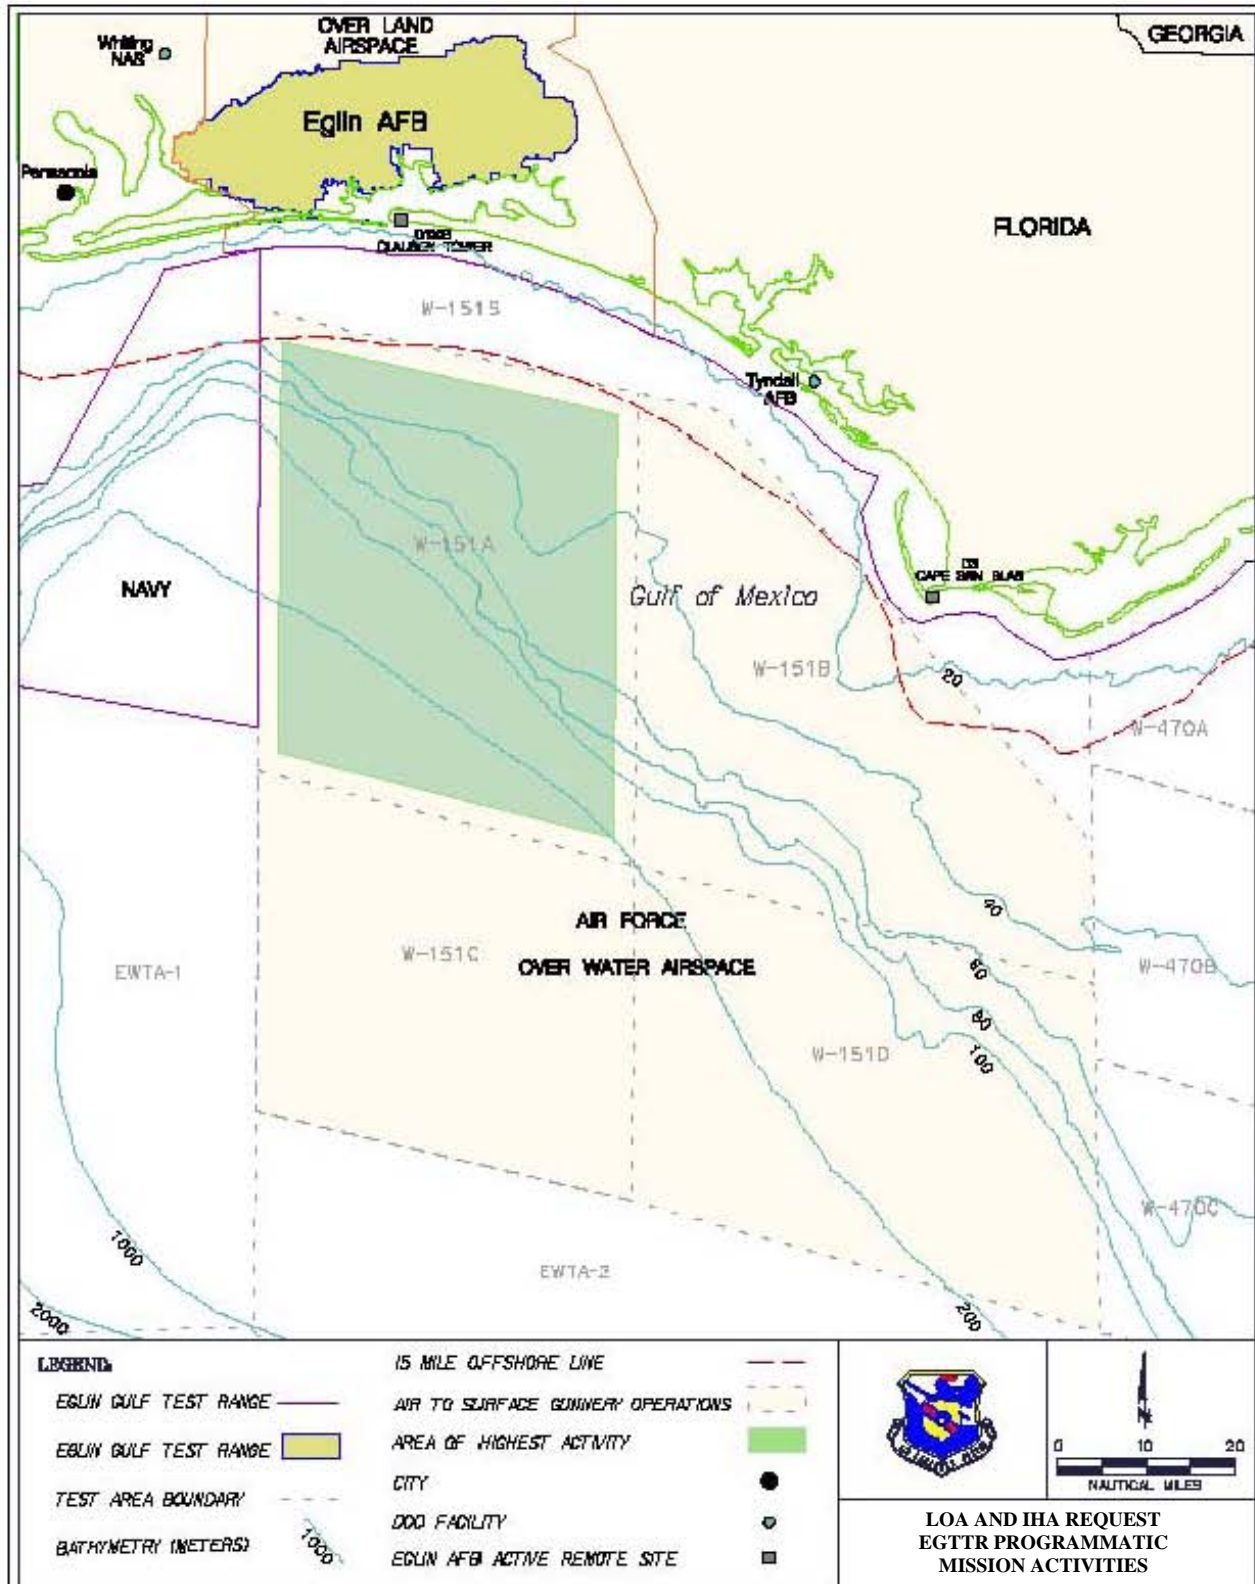 OVER LAND
AIRSPACE
GEORGIA
Whiting
NAS
Eglin AFB
Pensacola
CLAUSEN TOWER
FLORIDA
W-151S
Tyndall
AFB
W-151A
D3
CAPE SAN BLAS
NAVY
Gulf of Mexico
W-151B
20
W-470A
40
AIR FORCE
OVER WATER AIRSPACE
W-151C
EWTA-1
60
W-470B
80
100
W-151D
W-470C
1000
EWTA-2
2000
200
LEGEND:
EGLIN GULF TEST RANGE
EGLIN GULF TEST RANGE
TEST AREA BOUNDARY
BATHYMETRY (METERS)
1000
15 MILE OFFSHORE LINE
AIR TO SURFACE GUNNERY OPERATIONS
AREA OF HIGHEST ACTIVITY
CITY
DOD FACILITY
EGLIN AFB ACTIVE REMOTE SITE
N
0 10 20
NAUTICAL MILES
LOA AND IHA REQUEST
EGTTR PROGRAMMATIC
MISSION ACTIVITIES